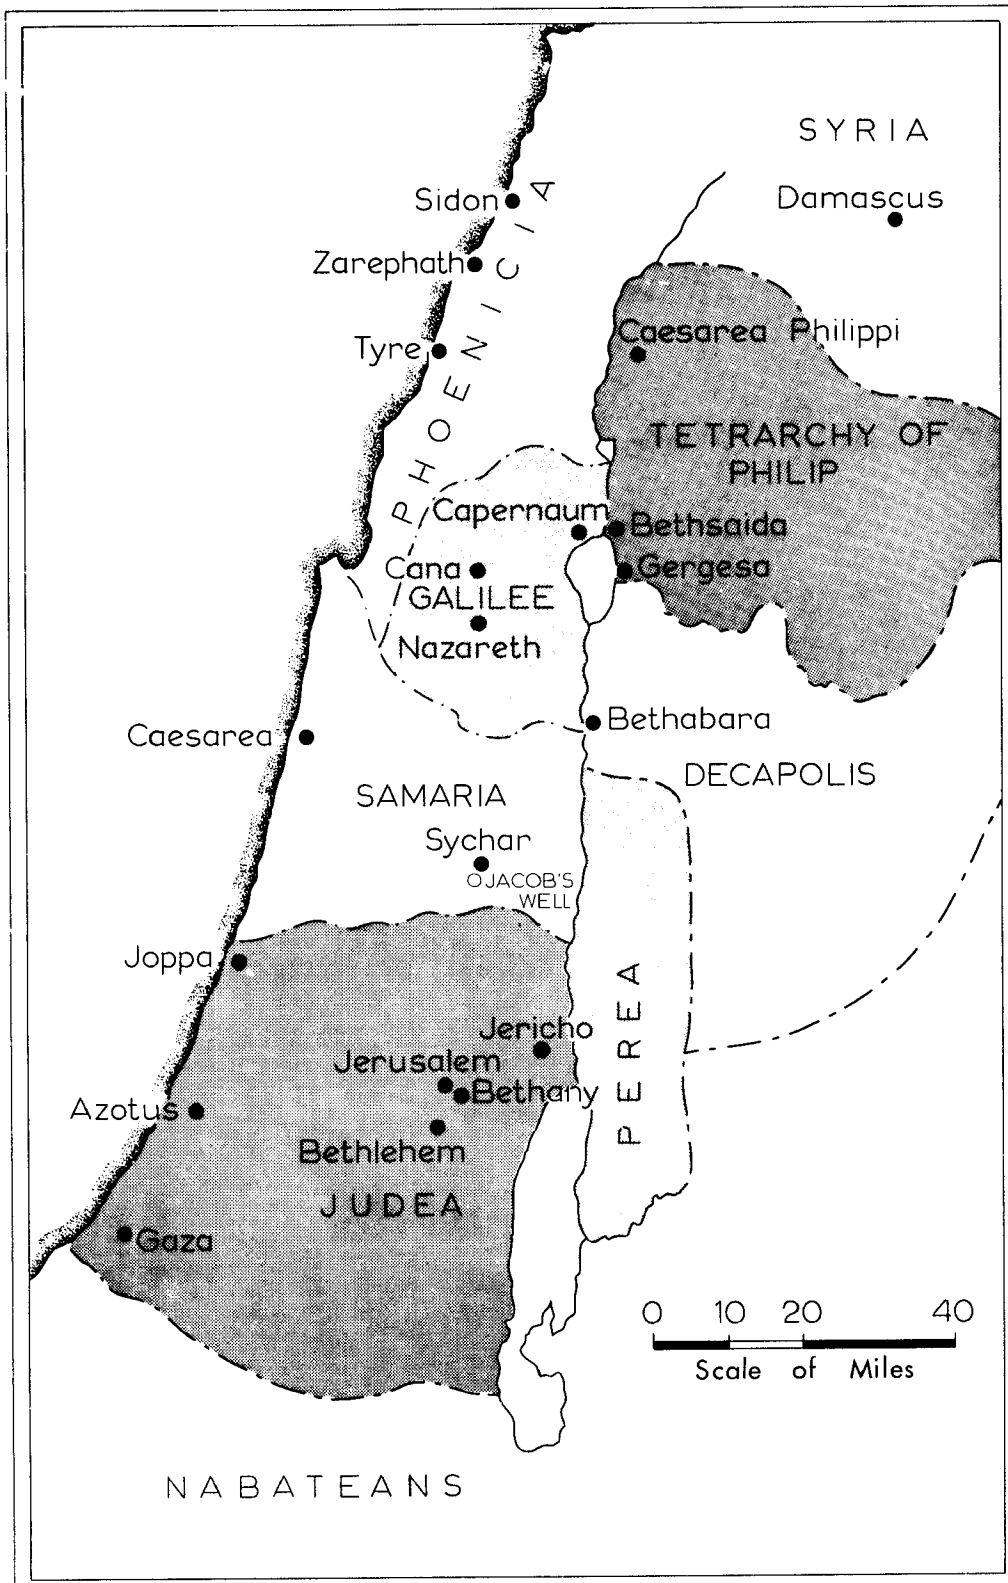 SYRIA
Damascus
Sidon
Zarephath
PHOENICIA
Tyre
Caesarea Philippi
TETRARCHY OF
PHILIP
Capernaum
Bethsaida
Cana
Gergesa
GALILEE
Nazareth
Bethabara
Caesarea
DECAPOLIS
SAMARIA
Sychar
JACOB'S
WELL
Joppa
PEREA
Jericho
Jerusalem
Bethany
Azotus
Bethlehem
JUDEA
Gaza
0 10 20 40
Scale of Miles
NABATEANS